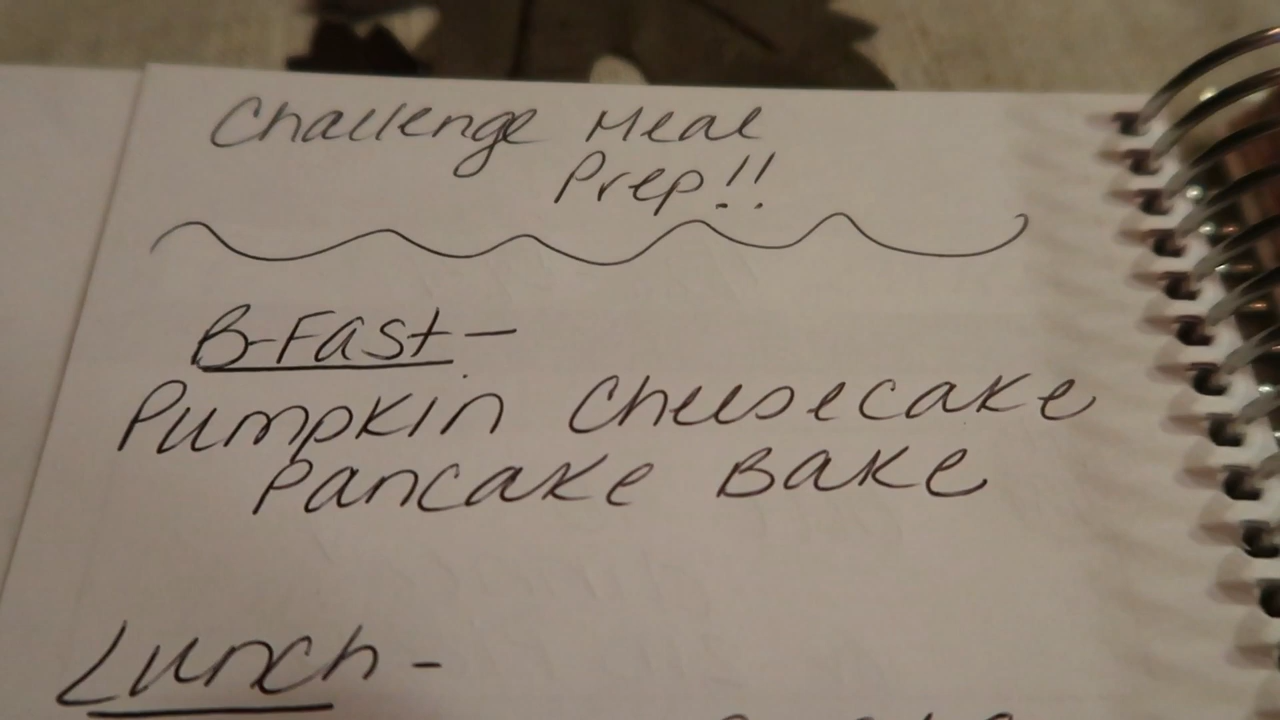 Challenge Meal
Prep!!
B-Fast-
Pumpkin Cheesecake
Pancake Bake
Lunch-